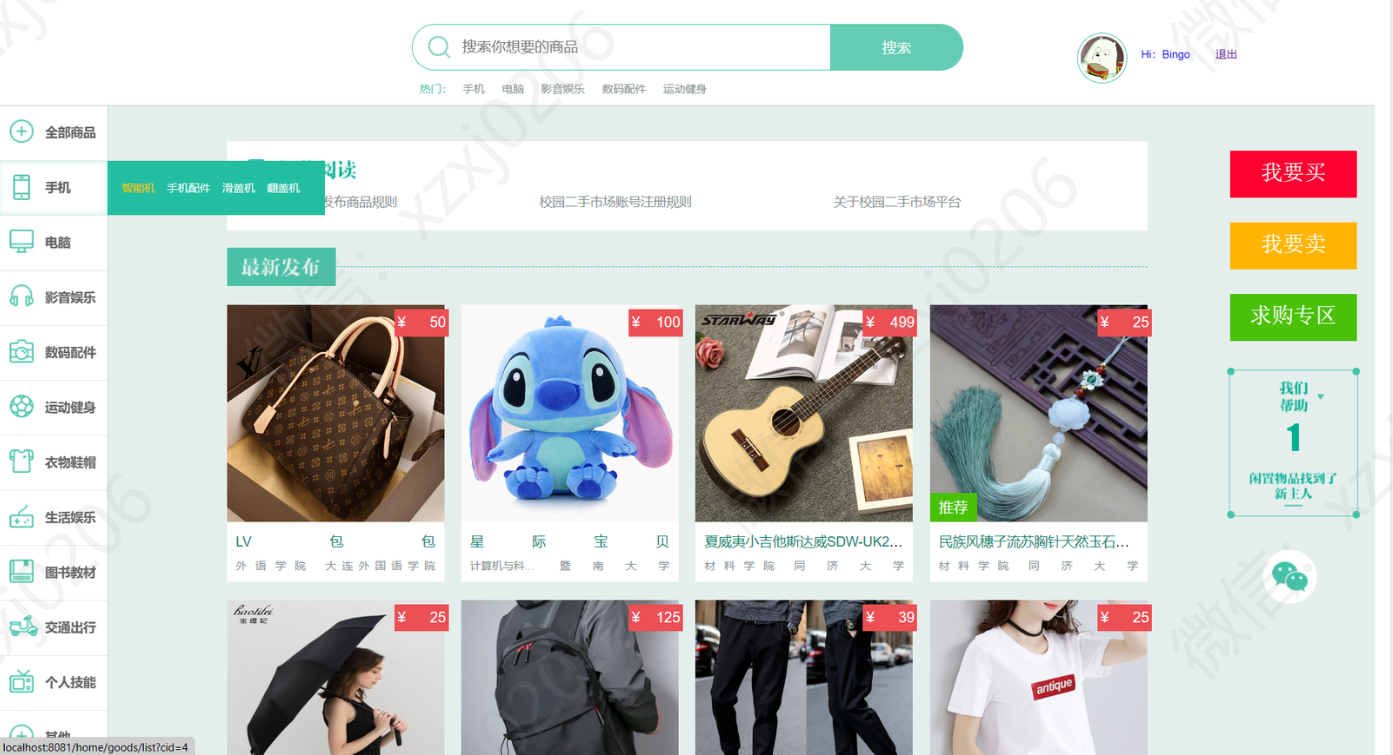 搜索你想要的商品
搜索
Hi：Bingo
退出
热门： 手机 电脑 影音娱乐 数码配件 运动健身
全部商品
手机
智能机 手机配件 滑盖机 翻盖机
电脑
影音娱乐
数码配件
运动健身
衣物鞋帽
生活娱乐
图书教材
交通出行
个人技能
其他
阅读
发布商品规则
校园二手市场账号注册规则
关于校园二手市场平台
最新发布
¥ 50
LV 包 包
外语学院 大连外国语学院
¥ 100
星 际 宝 贝
计算机与科... 暨南大学
STARWAY
¥ 499
夏威夷小吉他斯达威SDW-UK2...
材料学院 同济大学
¥ 25
推荐
民族风穗子流苏胸针天然玉石...
材料学院 同济大学
baotifei
¥ 25
¥ 125
¥ 39
¥ 25
antique
我要买
我要卖
求购专区
我们
帮助
1
闲置物品找到了
新主人
localhost:8081/home/goods/list?cid=4
微信：xzxj0206